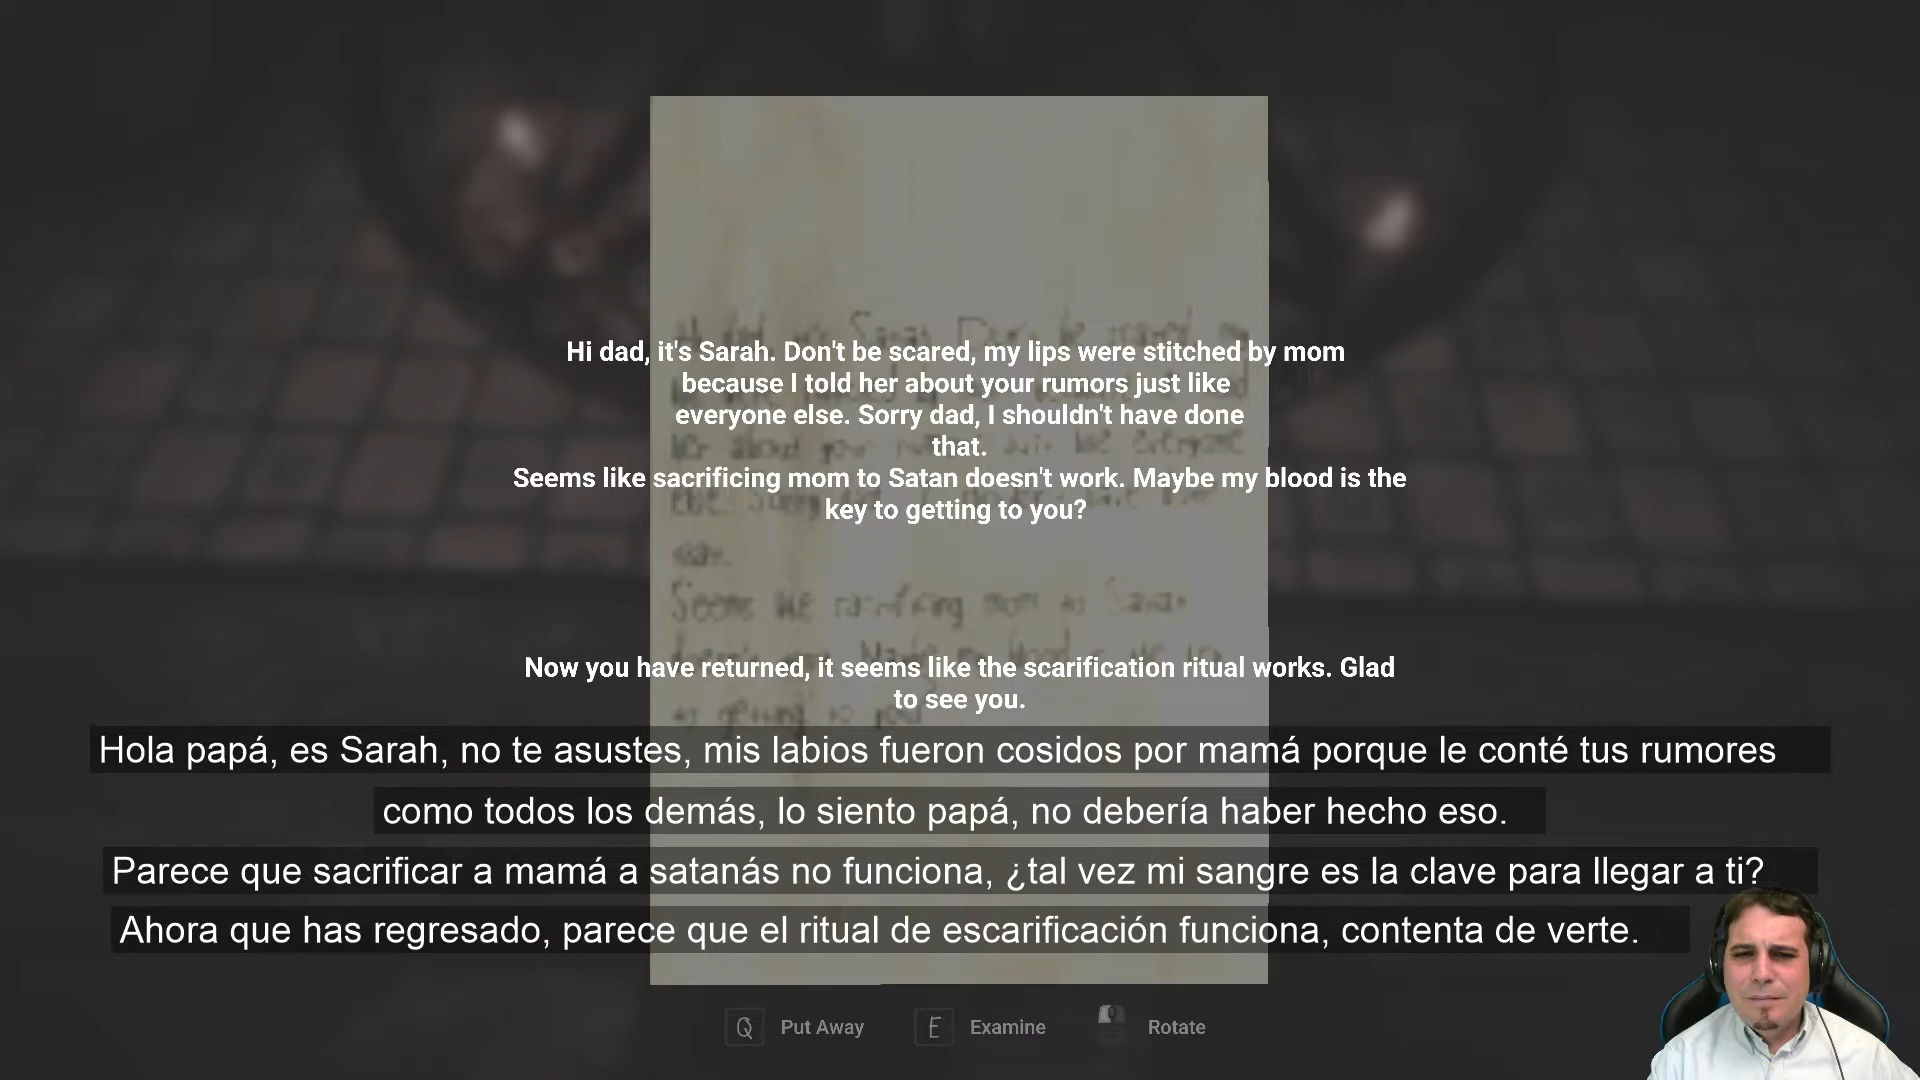 Hi dad, it's Sarah. Don't be scared, my lips were stitched by mom
because I told her about your rumors just like
everyone else. Sorry dad, I shouldn't have done
that.
Seems like sacrificing mom to Satan doesn't work. Maybe my blood is the
key to getting to you?
Now you have returned, it seems like the scarification ritual works. Glad
to see you.
Hola papá, es Sarah, no te asustes, mis labios fueron cosidos por mamá porque le conté tus rumores
como todos los demás, lo siento papá, no debería haber hecho eso.
Parece que sacrificar a mamá a satanás no funciona, ¿tal vez mi sangre es la clave para llegar a ti?
Ahora que has regresado, parece que el ritual de escarificación funciona, contenta de verte.
Q Put Away E Examine Rotate